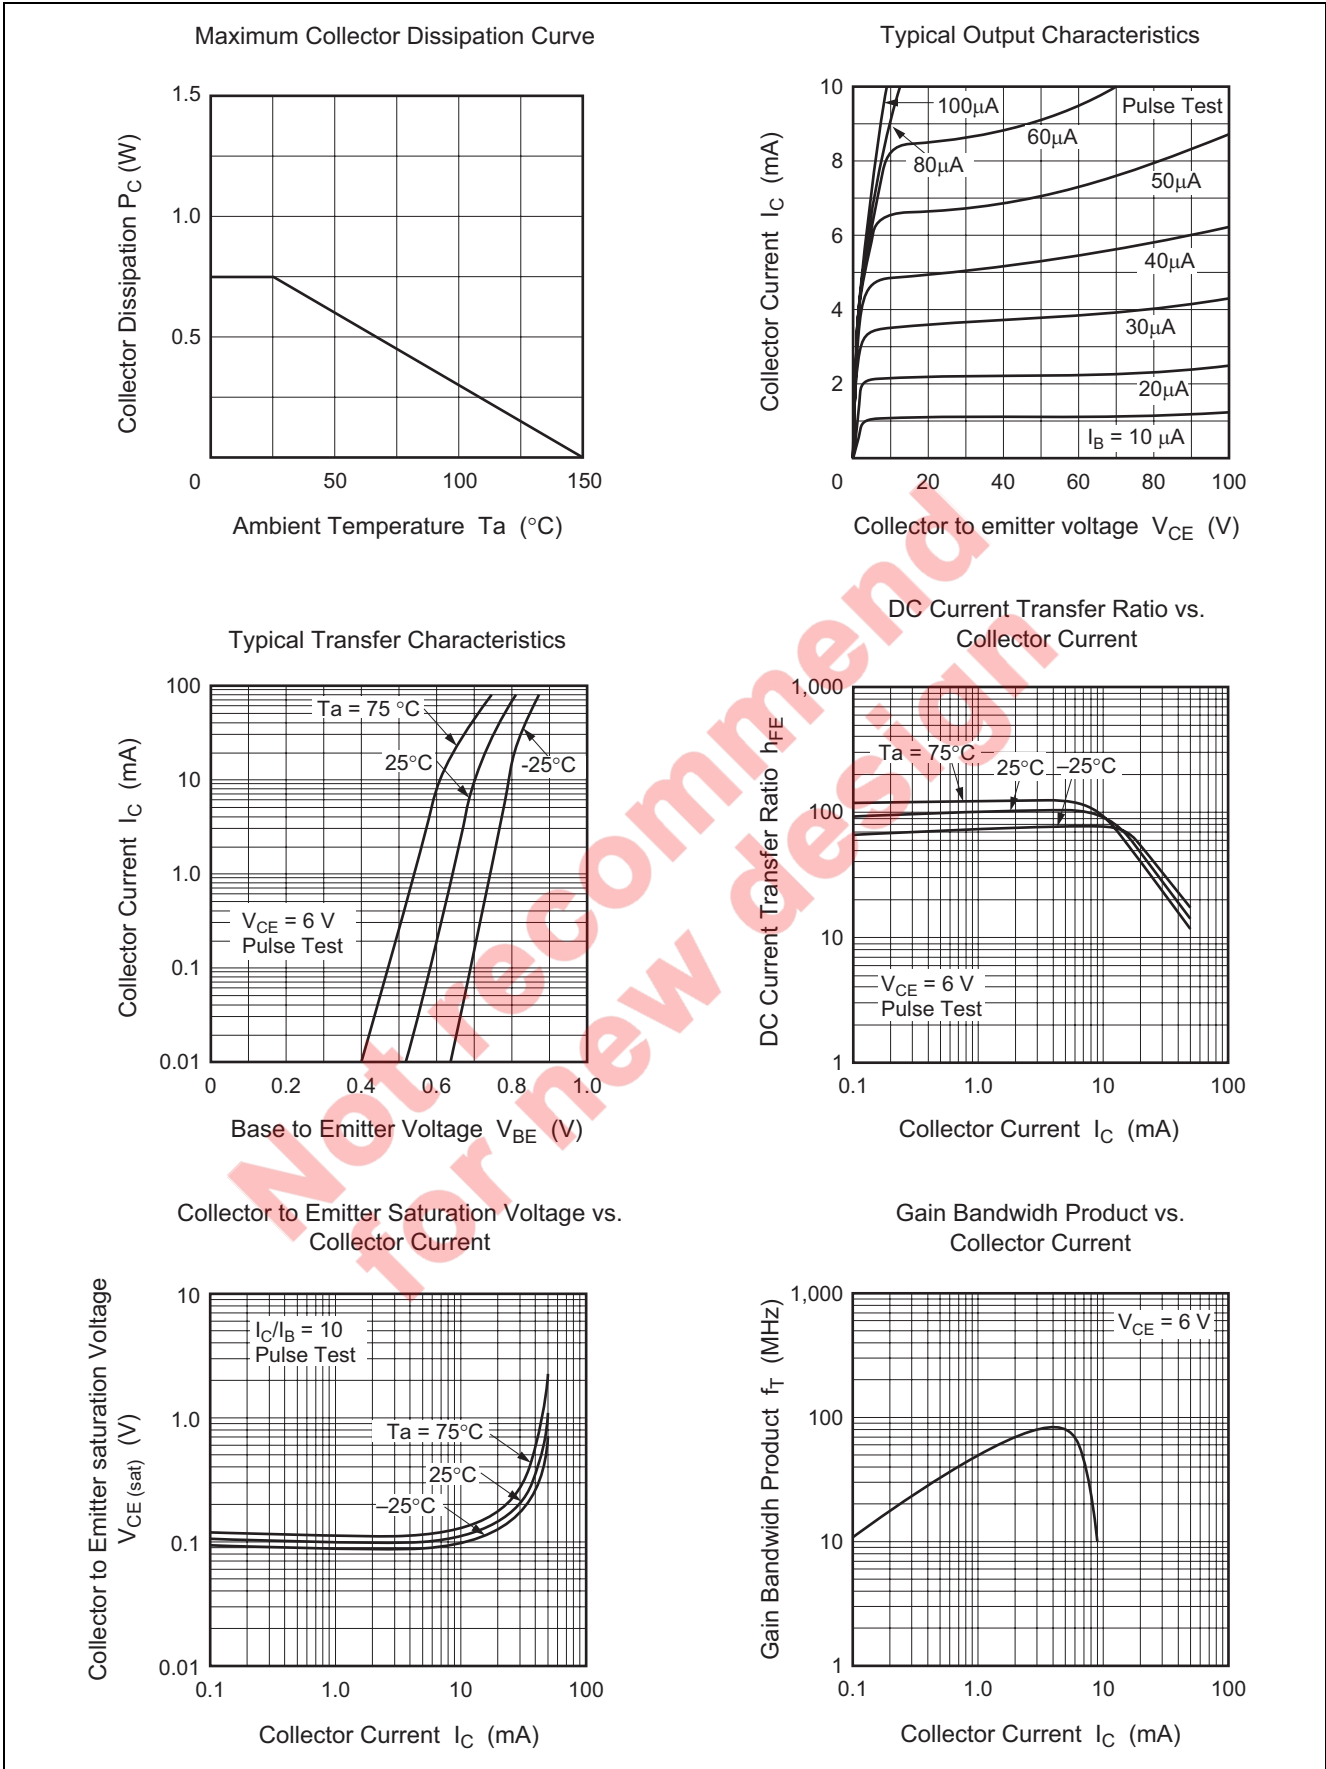 Maximum Collector Dissipation Curve
Collector Dissipation PC (W)
1.5
1.0
0.5
0
50
100
150
Ambient Temperature Ta (°C)
Typical Output Characteristics
Collector Current IC (mA)
10
8
6
4
2
0
20
40
60
80
100
100μA
Pulse Test
60μA
80μA
50μA
40μA
30μA
20μA
IB = 10 μA
Collector to emitter voltage VCE (V)
Typical Transfer Characteristics
Collector Current IC (mA)
100
10
1.0
0.1
0.01
Ta = 75 °C
25°C
-25°C
VCE = 6 V
Pulse Test
0
0.2
0.4
0.6
0.8
1.0
Base to Emitter Voltage VBE (V)
DC Current Transfer Ratio vs.
Collector Current
DC Current Transfer Ratio hFE
1,000
100
10
1
Ta = 75°C
25°C
–25°C
VCE = 6 V
Pulse Test
0.1
1.0
10
100
Collector Current IC (mA)
Collector to Emitter Saturation Voltage vs.
Collector Current
Collector to Emitter saturation Voltage
VCE (sat) (V)
10
1.0
0.1
0.01
IC/IB = 10
Pulse Test
Ta = 75°C
25°C
–25°C
0.1
1.0
10
100
Collector Current IC (mA)
Gain Bandwidh Product vs.
Collector Current
Gain Bandwidh Product fT (MHz)
1,000
100
10
1
VCE = 6 V
0.1
1.0
10
100
Collector Current IC (mA)
Not recommend
for new design